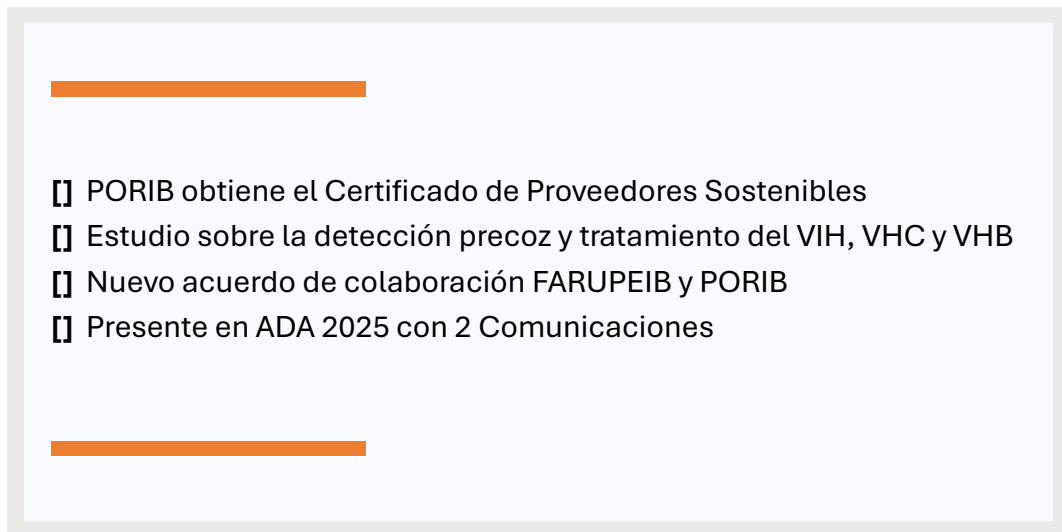 [] PORIB obtiene el Certificado de Proveedores Sostenibles
[] Estudio sobre la detección precoz y tratamiento del VIH, VHC y VHB
[] Nuevo acuerdo de colaboración FARUPEIB y PORIB
[] Presente en ADA 2025 con 2 Comunicaciones